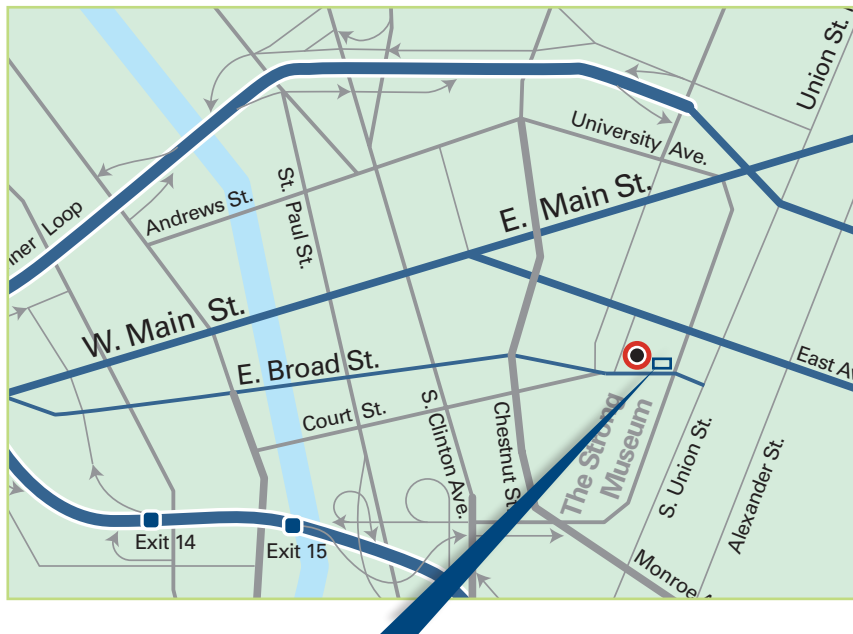 Union St.
University Ave.
St. Paul St.
Andrews St.
E. Main St.
ner Loop
W. Main St.
East Av
E. Broad St.
Court St.
S. Clinton Ave.
Chestnut St.
The Strong
Museum
S. Union St.
Alexander St.
Exit 14
Exit 15
Monroe